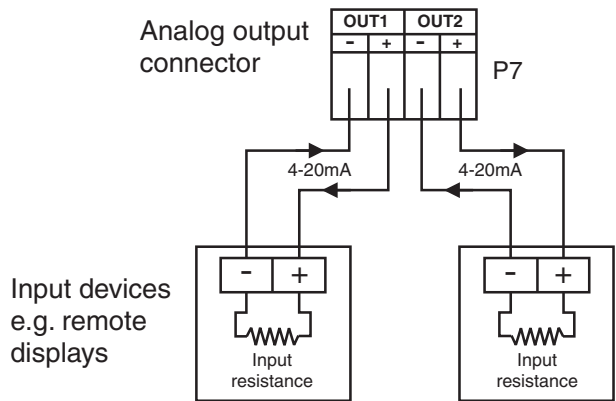 Analog output
connector
OUT1 OUT2
- + - +
P7
4-20mA 4-20mA
- + - +
Input devices
e.g. remote
displays
Input
resistance
Input
resistance